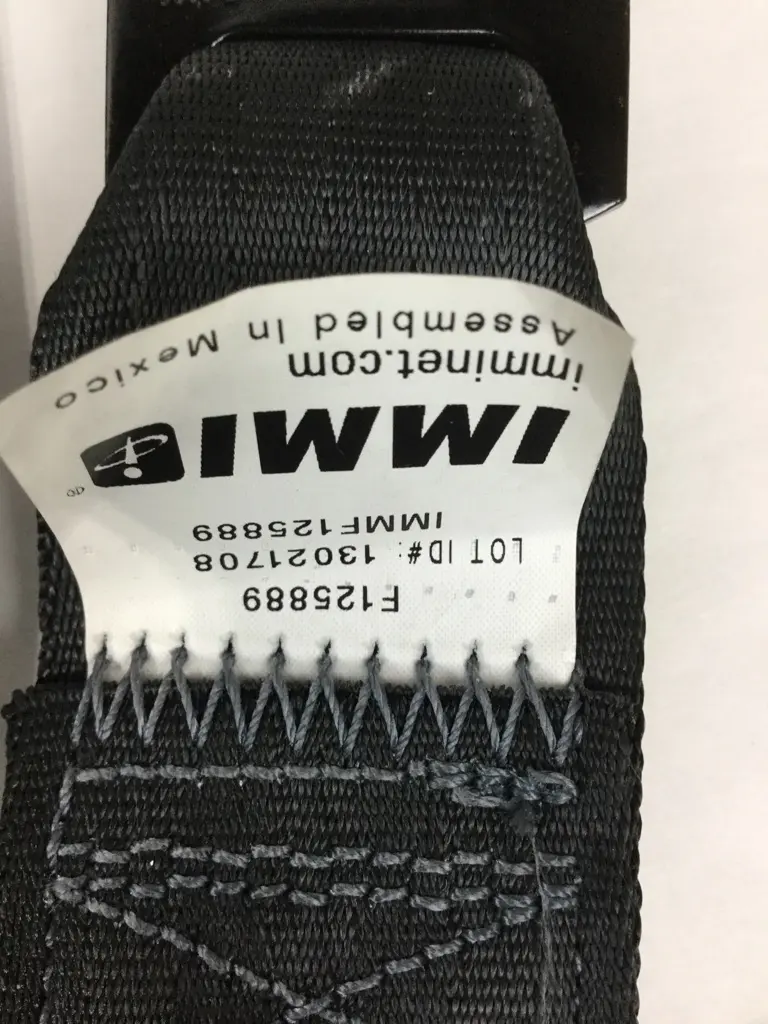 F125889
LOT ID#: 13021708
IMMF125889
IMMI®
imminet.com
Assembled In Mexico